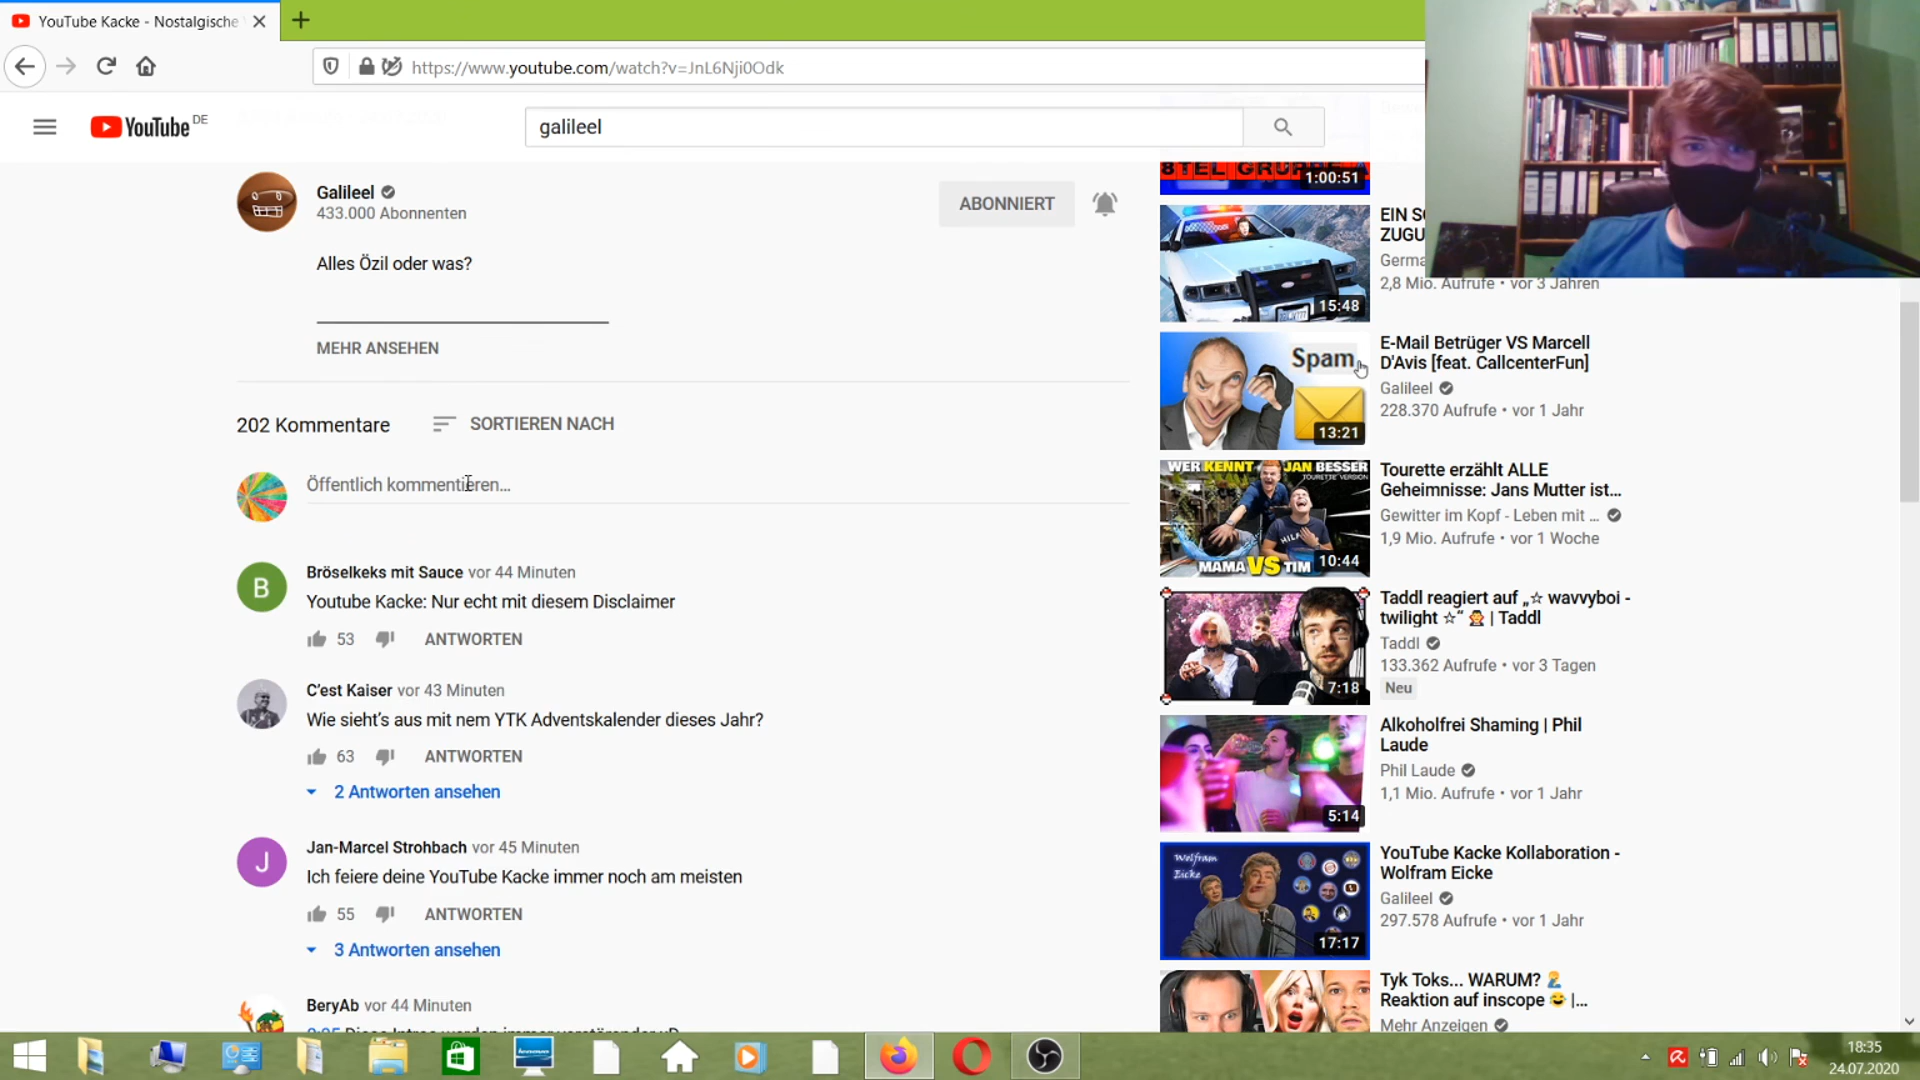 YouTube Kacke - Nostalgische
https://www.youtube.com/watch?v=JnL6Nji0Odk
YouTube DE
galileel
Galileel
433.000 Abonnenten
ABONNIERT
Alles Özil oder was?
MEHR ANSEHEN
202 Kommentare
SORTIEREN NACH
Öffentlich kommentieren...
B
Bröselkeks mit Sauce vor 44 Minuten
Youtube Kacke: Nur echt mit diesem Disclaimer
53
ANTWORTEN
C'est Kaiser vor 43 Minuten
Wie sieht's aus mit nem YTK Adventskalender dieses Jahr?
63
ANTWORTEN
2 Antworten ansehen
J
Jan-Marcel Strohbach vor 45 Minuten
Ich feiere deine YouTube Kacke immer noch am meisten
55
ANTWORTEN
3 Antworten ansehen
BeryAb vor 44 Minuten
8TEL GRUPPE A
1:00:51
EIN
ZUGU
Germa
2,8 Mio. Aufrufe • vor 3 Jahren
15:48
Spam
13:21
E-Mail Betrüger VS Marcell
D'Avis [feat. CallcenterFun]
Galileel
228.370 Aufrufe • vor 1 Jahr
WER KENNT JAN BESSER
TOURETTE VERSION
MAMA VS TIM
10:44
Tourette erzählt ALLE
Geheimnisse: Jans Mutter ist...
Gewitter im Kopf - Leben mit ...
1,9 Mio. Aufrufe • vor 1 Woche
7:18
Taddl reagiert auf „☆ wavvyboi -
twilight ☆“ | Taddl
Taddl
133.362 Aufrufe • vor 3 Tagen
Neu
5:14
Alkoholfrei Shaming | Phil
Laude
Phil Laude
1,1 Mio. Aufrufe • vor 1 Jahr
Wolfram
Eicke
17:17
YouTube Kacke Kollaboration -
Wolfram Eicke
Galileel
297.578 Aufrufe • vor 1 Jahr
Tyk Toks... WARUM?
Reaktion auf inscope |...
Mehr Anzeigen
lenovo
18:35
24.07.2020